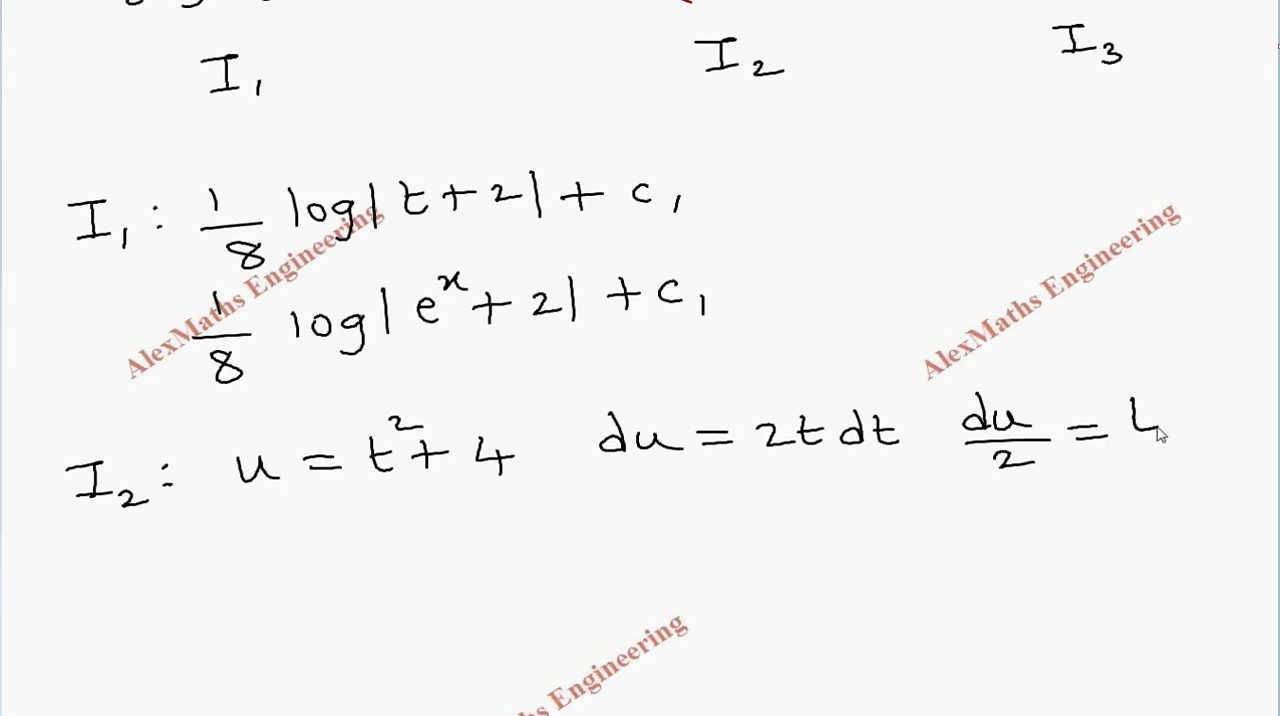 I₁ I₂ I₃
I₁ : 1/8 log|t+2| + c₁
1/8 log|eˣ+2| + c₁
I₂ : u = t²+4 du = 2t dt du/2 =
AlexMaths Engineering
AlexMaths Engineering
Engineering